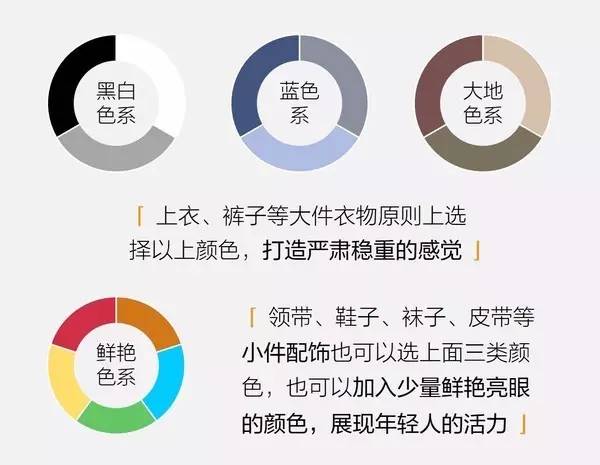 黑白
色系
蓝色
系
大地
色系
「 上衣、裤子等大件衣物原则上选
择以上颜色，打造严肃稳重的感觉 」
鲜艳
色系
「 领带、鞋子、袜子、皮带等
小件配饰也可以选上面三类颜
色，也可以加入少量鲜艳亮眼
的颜色，展现年轻人的活力 」